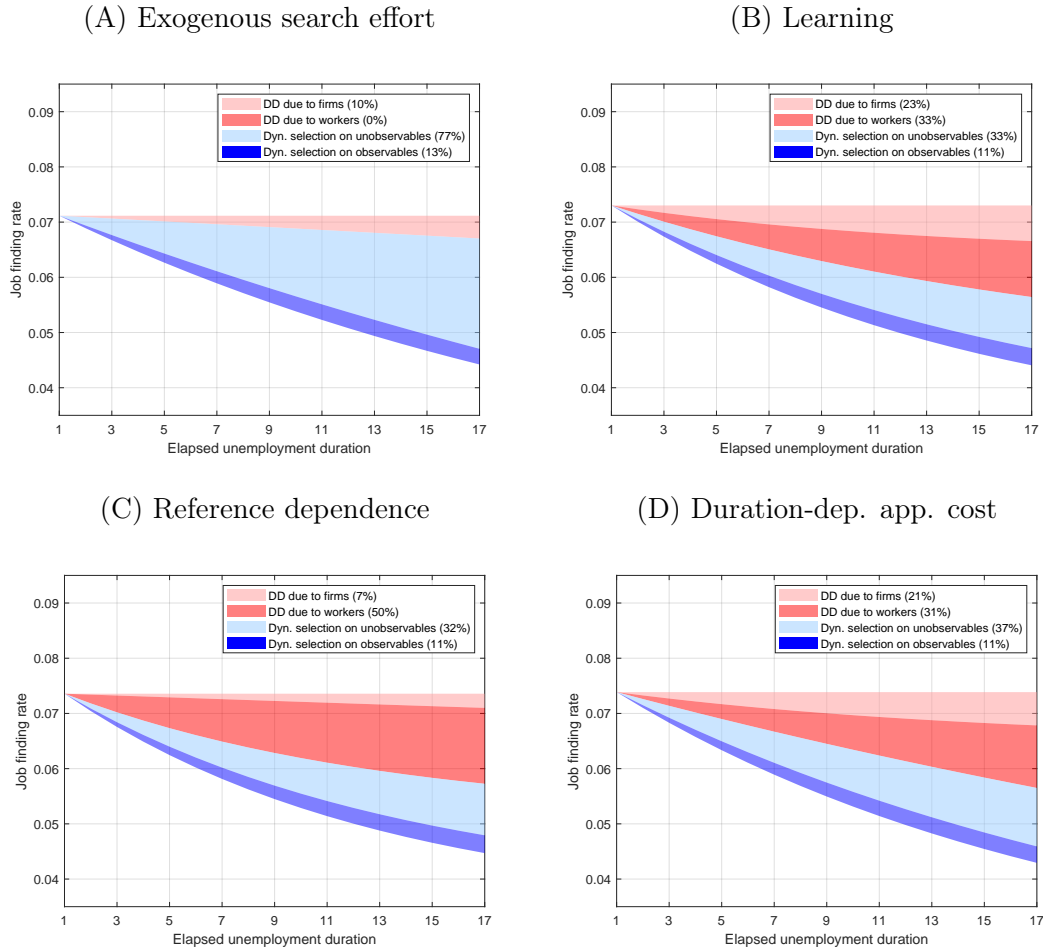 (A) Exogenous search effort
0.09
0.08
0.07
0.06
0.05
0.04
Job finding rate
DD due to firms (10%)
DD due to workers (0%)
Dyn. selection on unobservables (77%)
Dyn. selection on observables (13%)
1 3 5 7 9 11 13 15 17
Elapsed unemployment duration
(B) Learning
0.09
0.08
0.07
0.06
0.05
0.04
Job finding rate
DD due to firms (23%)
DD due to workers (33%)
Dyn. selection on unobservables (33%)
Dyn. selection on observables (11%)
1 3 5 7 9 11 13 15 17
Elapsed unemployment duration
(C) Reference dependence
0.09
0.08
0.07
0.06
0.05
0.04
Job finding rate
DD due to firms (7%)
DD due to workers (50%)
Dyn. selection on unobservables (32%)
Dyn. selection on observables (11%)
1 3 5 7 9 11 13 15 17
Elapsed unemployment duration
(D) Duration-dep. app. cost
0.09
0.08
0.07
0.06
0.05
0.04
Job finding rate
DD due to firms (21%)
DD due to workers (31%)
Dyn. selection on unobservables (37%)
Dyn. selection on observables (11%)
1 3 5 7 9 11 13 15 17
Elapsed unemployment duration